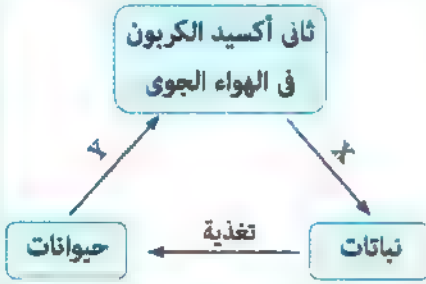 ثانى أكسيد الكربون
فى الهواء الجوى
Y
X
حيوانات
تغذية
نباتات